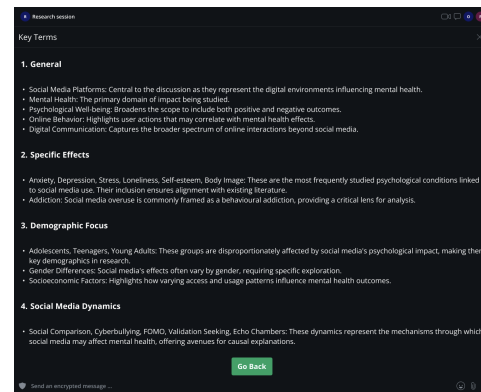 R Research session
Key Terms
1. General
• Social Media Platforms: Central to the discussion as they represent the digital environments influencing mental health.
• Mental Health: The primary domain of impact being studied.
• Psychological Well-being: Broadens the scope to include both positive and negative outcomes.
• Online Behavior: Highlights user actions that may correlate with mental health effects.
• Digital Communication: Captures the broader spectrum of online interactions beyond social media.
2. Specific Effects
• Anxiety, Depression, Stress, Loneliness, Self-esteem, Body Image: These are the most frequently studied psychological conditions linked
to social media use. Their inclusion ensures alignment with existing literature.
• Addiction: Social media overuse is commonly framed as a behavioural addiction, providing a critical lens for analysis.
3. Demographic Focus
• Adolescents, Teenagers, Young Adults: These groups are disproportionately affected by social media's psychological impact, making ther
key demographics in research.
• Gender Differences: Social media's effects often vary by gender, requiring specific exploration.
• Socioeconomic Factors: Highlights how varying access and usage patterns influence mental health outcomes.
4. Social Media Dynamics
• Social Comparison, Cyberbullying, FOMO, Validation Seeking, Echo Chambers: These dynamics represent the mechanisms through which
social media may affect mental health, offering avenues for causal explanations.
Go Back
Send an encrypted message ...